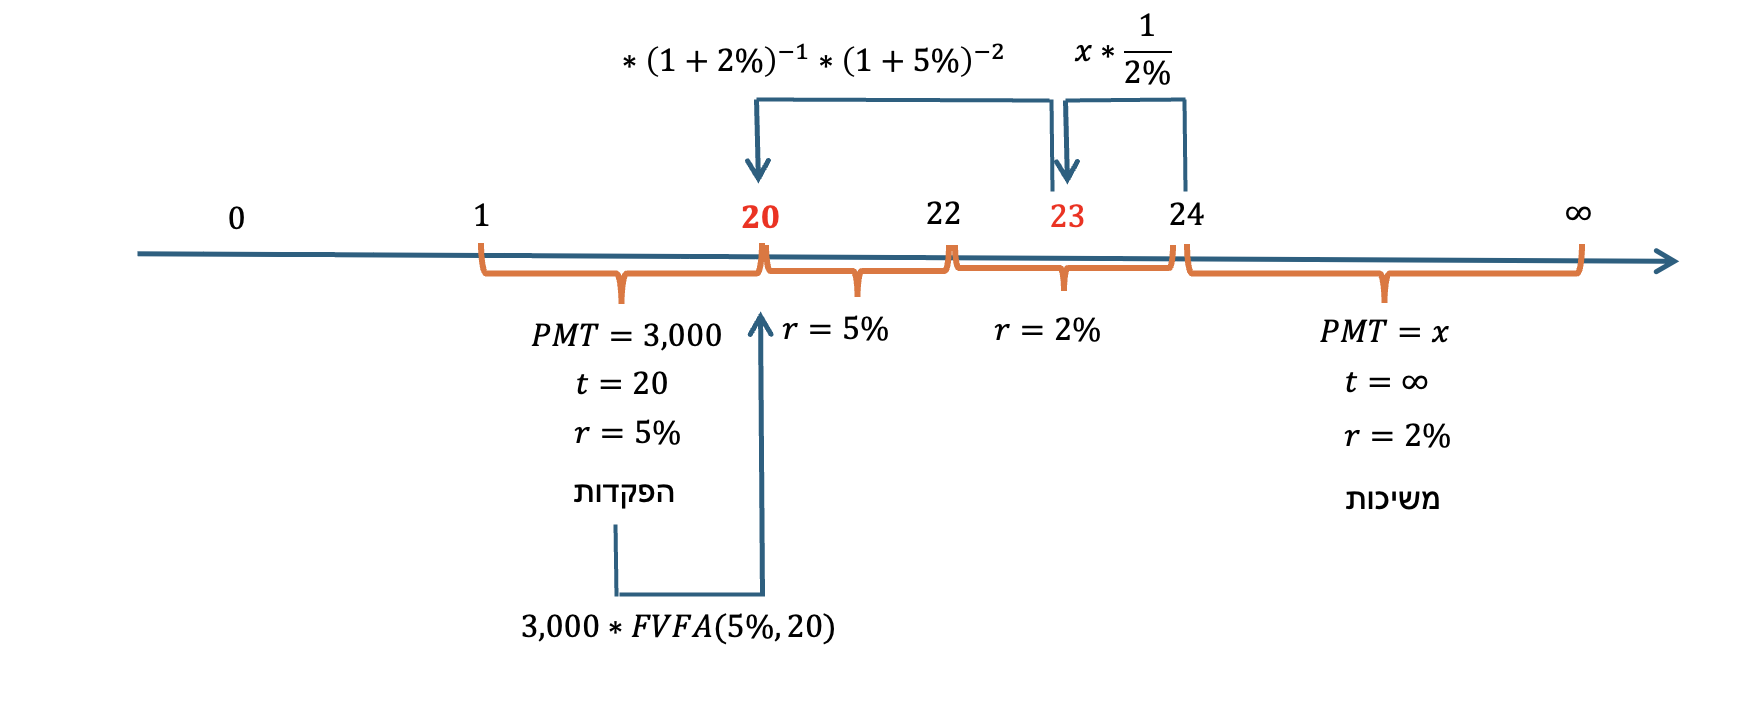 ∗ (1 + 2%)⁻¹ ∗ (1 + 5%)⁻² x ∗ 1/2%
0 1 20 22 23 24 ∞
PMT = 3,000 r = 5% r = 2% PMT = x
t = 20 t = ∞
r = 5% r = 2%
הפקדות משיכות
3,000 ∗ FVFA(5%, 20)